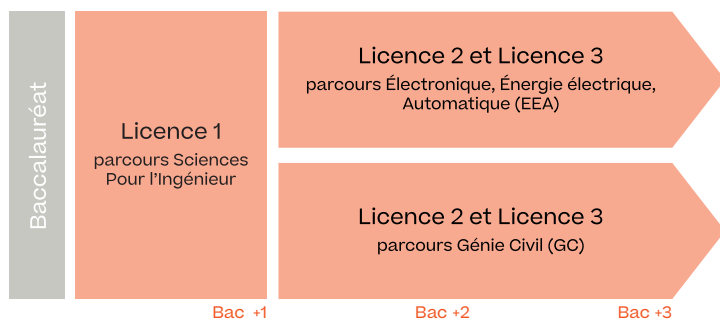 Baccalauréat
Licence 1
parcours Sciences
Pour l'Ingénieur
Licence 2 et Licence 3
parcours Électronique, Énergie électrique,
Automatique (EEA)
Licence 2 et Licence 3
parcours Génie Civil (GC)
Bac +1
Bac +2
Bac +3